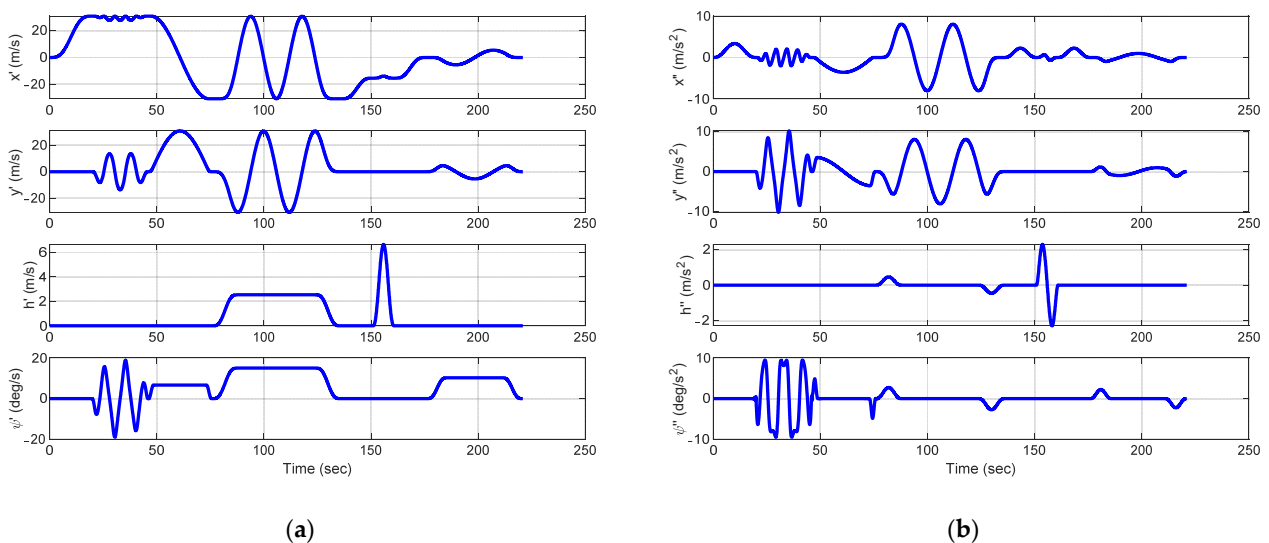 x' (m/s)
20
0
-20
0 50 100 150 200 250
y' (m/s)
20
0
-20
0 50 100 150 200 250
h' (m/s)
6
4
2
0
0 50 100 150 200 250
ψ' (deg/s)
20
0
-20
0 50 100 150 200 250
Time (sec)
(a)
x'' (m/s²)
10
0
-10
0 50 100 150 200 250
y'' (m/s²)
10
0
-10
0 50 100 150 200 250
h'' (m/s²)
2
0
-2
0 50 100 150 200 250
ψ'' (deg/s²)
10
0
-10
0 50 100 150 200 250
Time (sec)
(b)